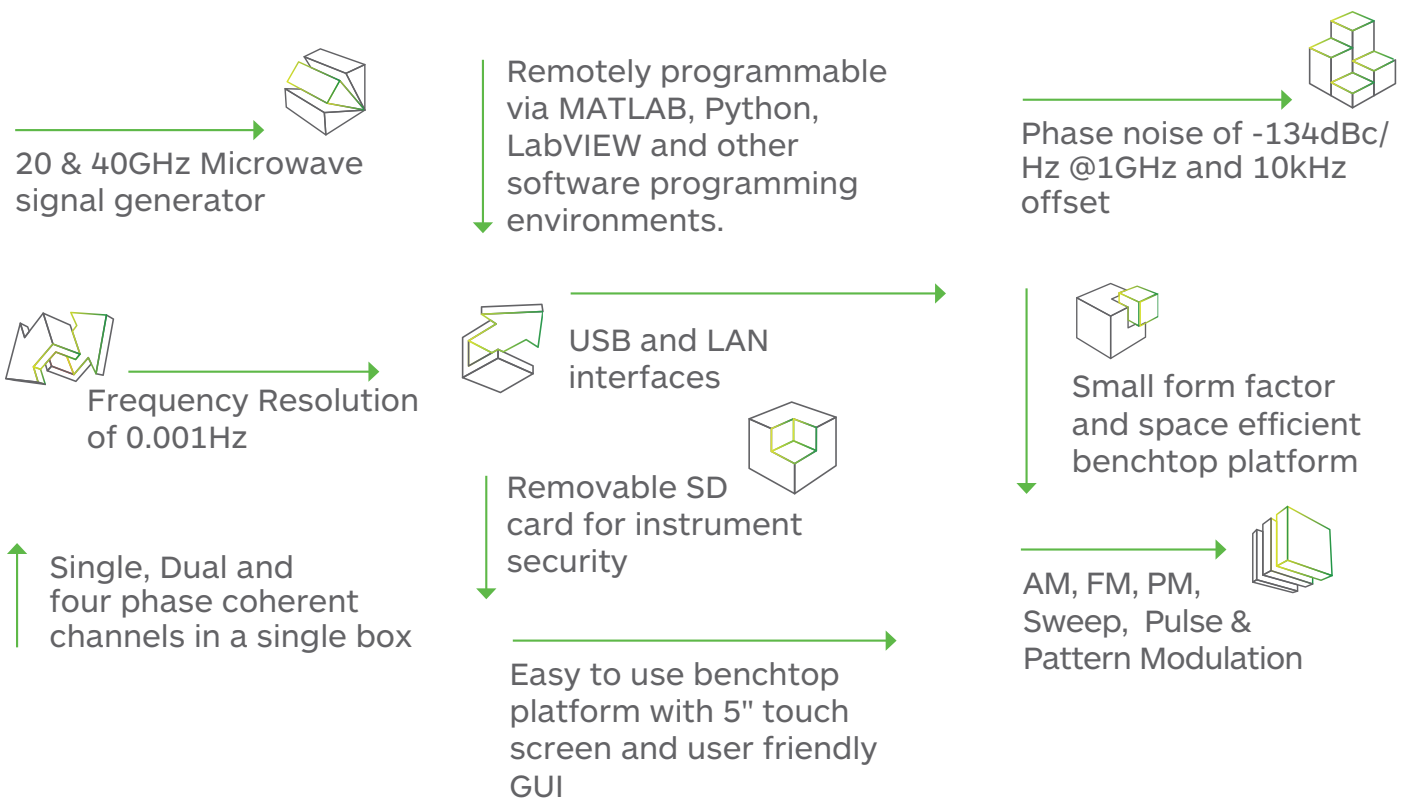 20 & 40GHz Microwave
signal generator
Frequency Resolution
of 0.001Hz
Single, Dual and
four phase coherent
channels in a single box
Remotely programmable
via MATLAB, Python,
LabVIEW and other
software programming
environments.
USB and LAN
interfaces
Removable SD
card for instrument
security
Easy to use benchtop
platform with 5" touch
screen and user friendly
GUI
Phase noise of -134dBc/
Hz @1GHz and 10kHz
offset
Small form factor
and space efficient
benchtop platform
AM, FM, PM,
Sweep, Pulse &
Pattern Modulation